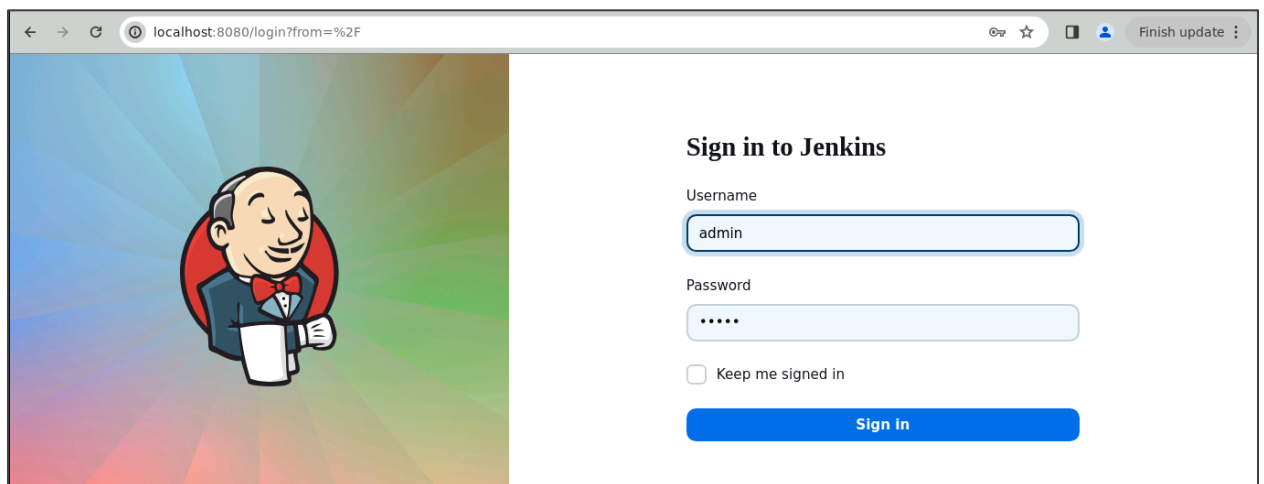 localhost:8080/login?from=%2F
Finish update
Sign in to Jenkins
Username
admin
Password
•••••
Keep me signed in
Sign in